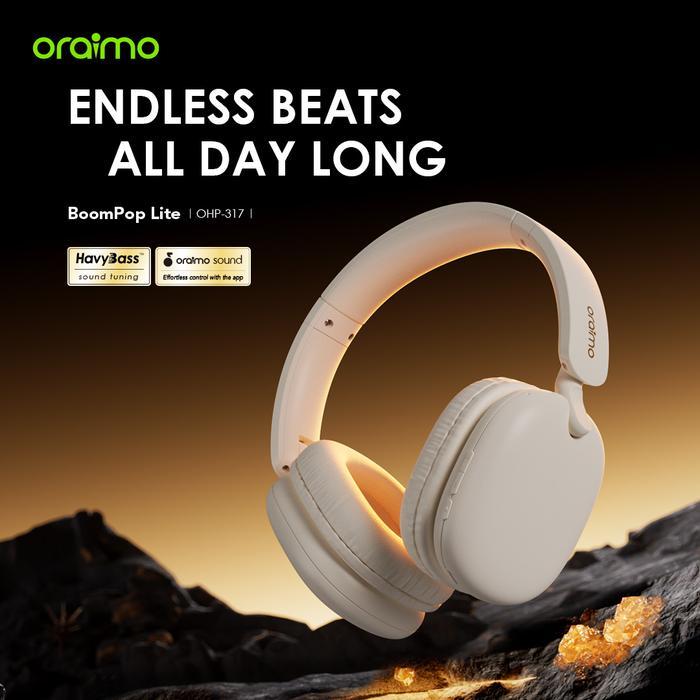 oraimo
ENDLESS BEATS
ALL DAY LONG
BoomPop Lite | OHP-317 |
HavyBass™
sound tuning
oraimo sound
Effortless control with the app
oraimo